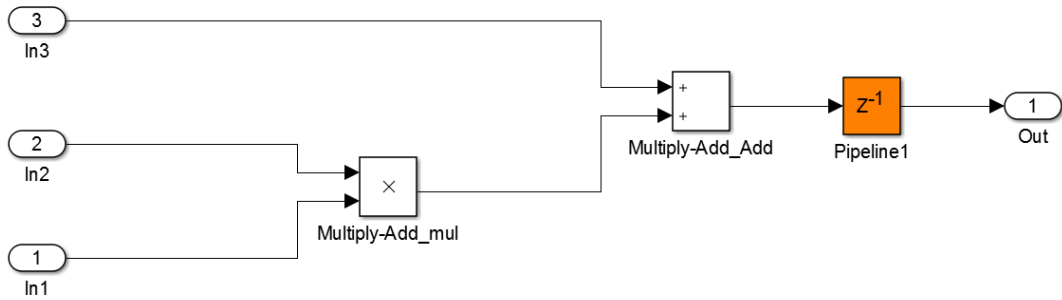 3
In3
+
+
Multiply-Add_Add
Z-1
Pipeline1
1
Out
2
In2
×
Multiply-Add_mul
1
In1